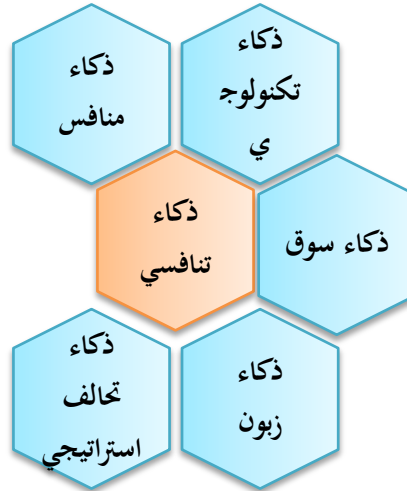 ذكاء
تكنولوج
ي
ذكاء
منافس
ذكاء سوق
ذكاء
تنافسي
ذكاء
زبون
ذكاء
تحالف
استراتيجي